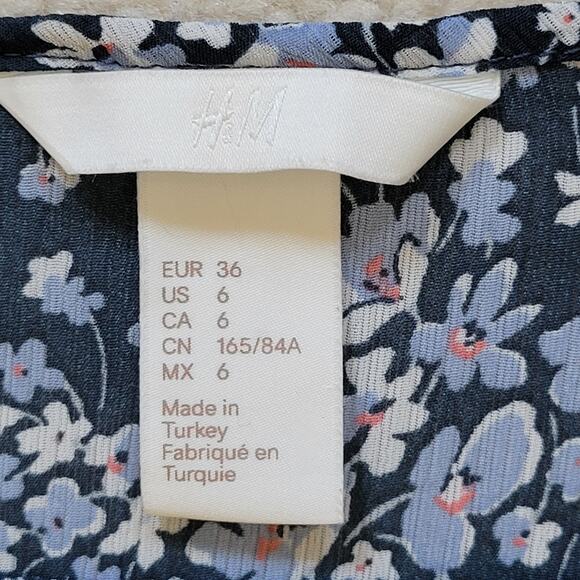 H&M
EUR 36
US 6
CA 6
CN 165/84A
MX 6
Made in
Turkey
Fabriqué en
Turquie